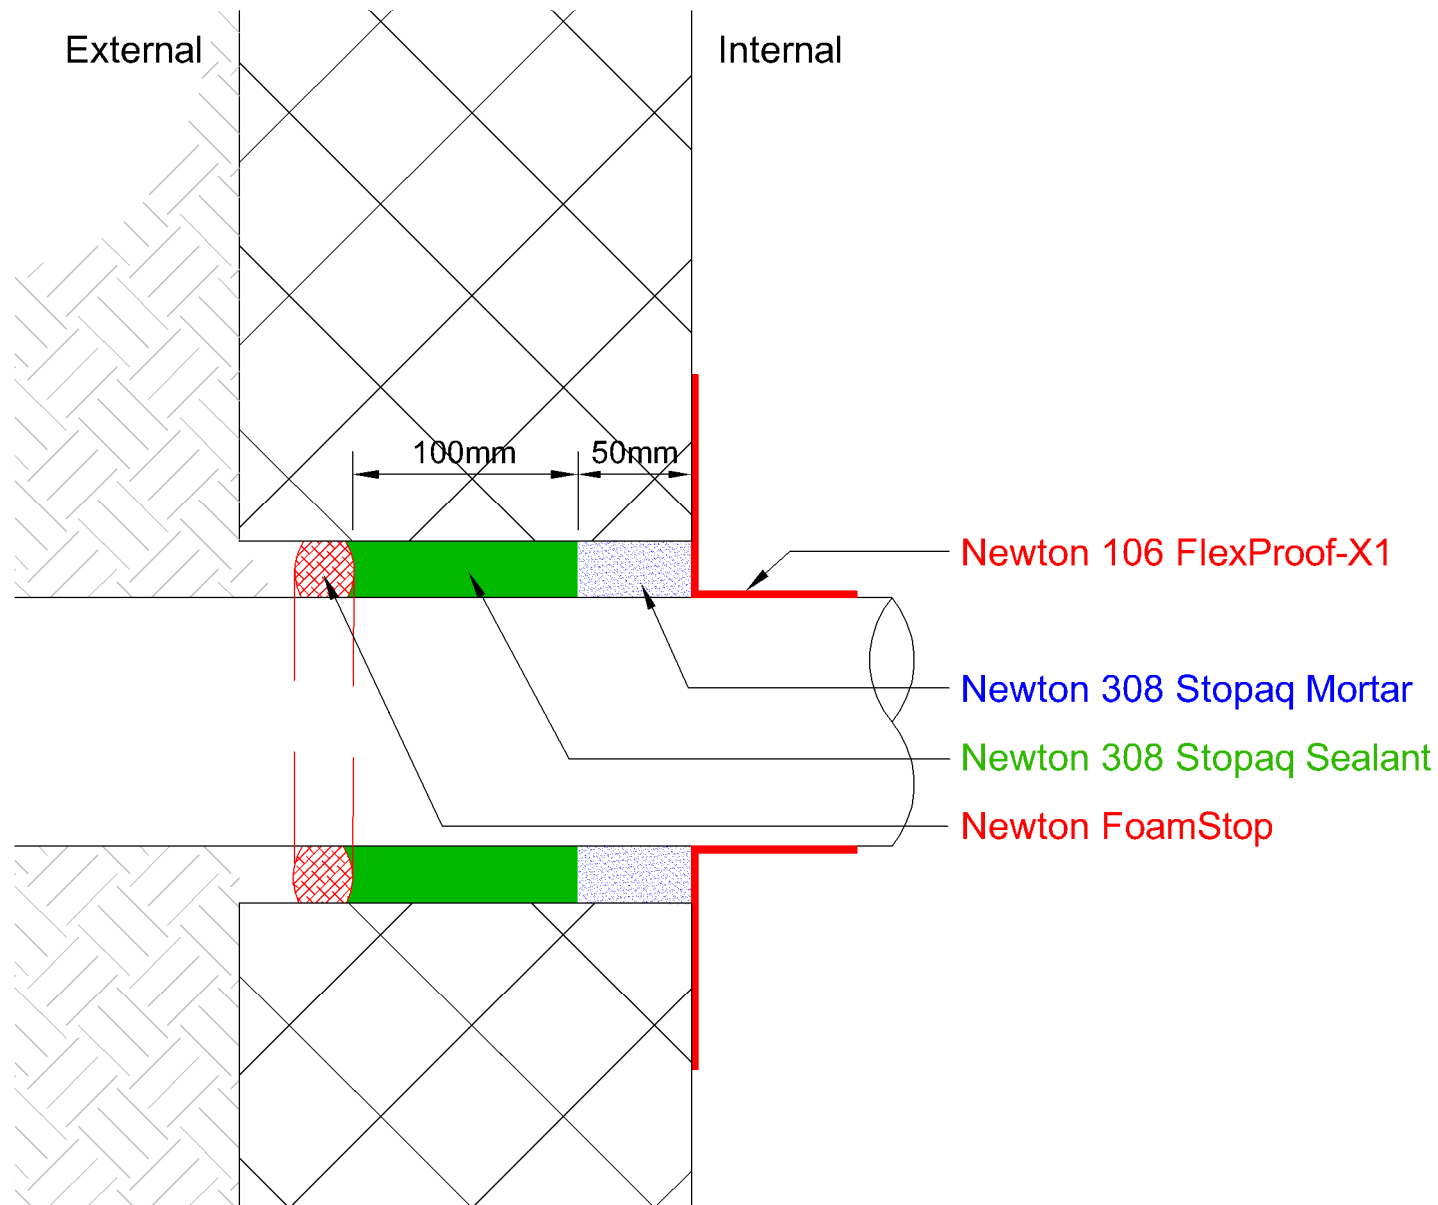 External
Internal
100mm
50mm
Newton 106 FlexProof-X1
Newton 308 Stopaq Mortar
Newton 308 Stopaq Sealant
Newton FoamStop